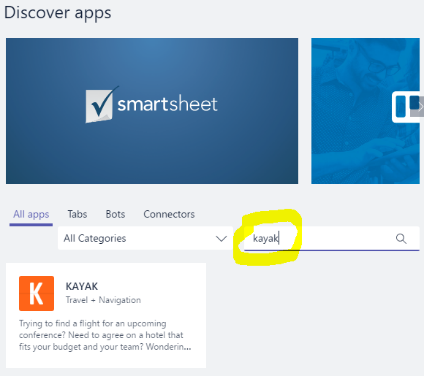 Discover apps
smartsheet
All apps Tabs Bots Connectors
All Categories
kayak
K
KAYAK
Travel + Navigation
Trying to find a flight for an upcoming
conference? Need to agree on a hotel that
fits your budget and your team? Wonderin...